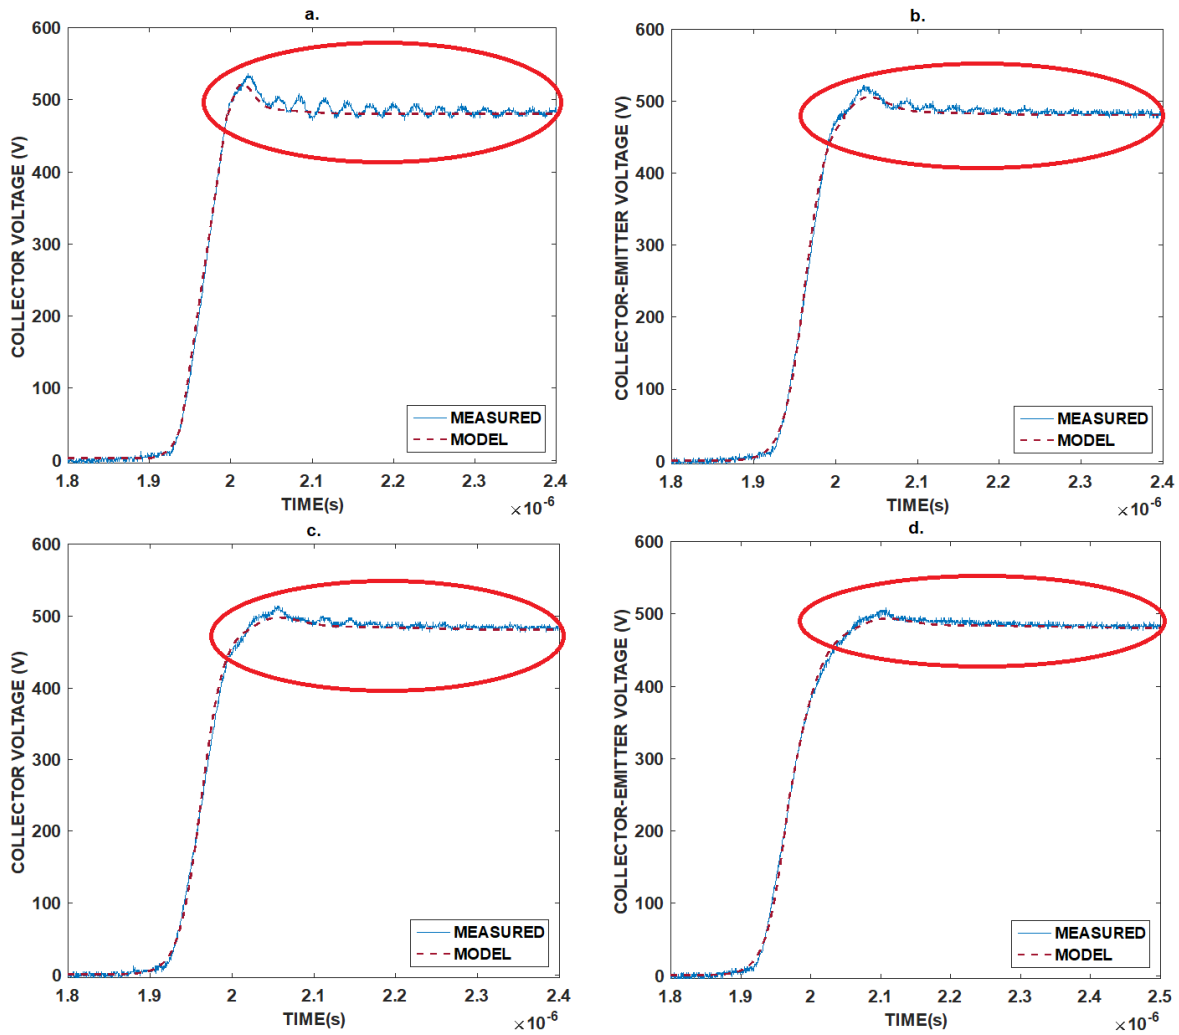 a.
600
500
400
300
200
100
0
COLLECTOR VOLTAGE (V)
MEASURED
MODEL
1.8 1.9 2 2.1 2.2 2.3 2.4
TIME(s)
×10-6
b.
600
500
400
300
200
100
0
COLLECTOR-EMITTER VOLTAGE (V)
MEASURED
MODEL
1.8 1.9 2 2.1 2.2 2.3 2.4
TIME(s)
×10-6
c.
600
500
400
300
200
100
0
COLLECTOR VOLTAGE (V)
MEASURED
MODEL
1.8 1.9 2 2.1 2.2 2.3 2.4
TIME(s)
×10-6
d.
600
500
400
300
200
100
0
COLLECTOR-EMITTER VOLTAGE (V)
MEASURED
MODEL
1.8 1.9 2 2.1 2.2 2.3 2.4 2.5
TIME(s)
×10-6